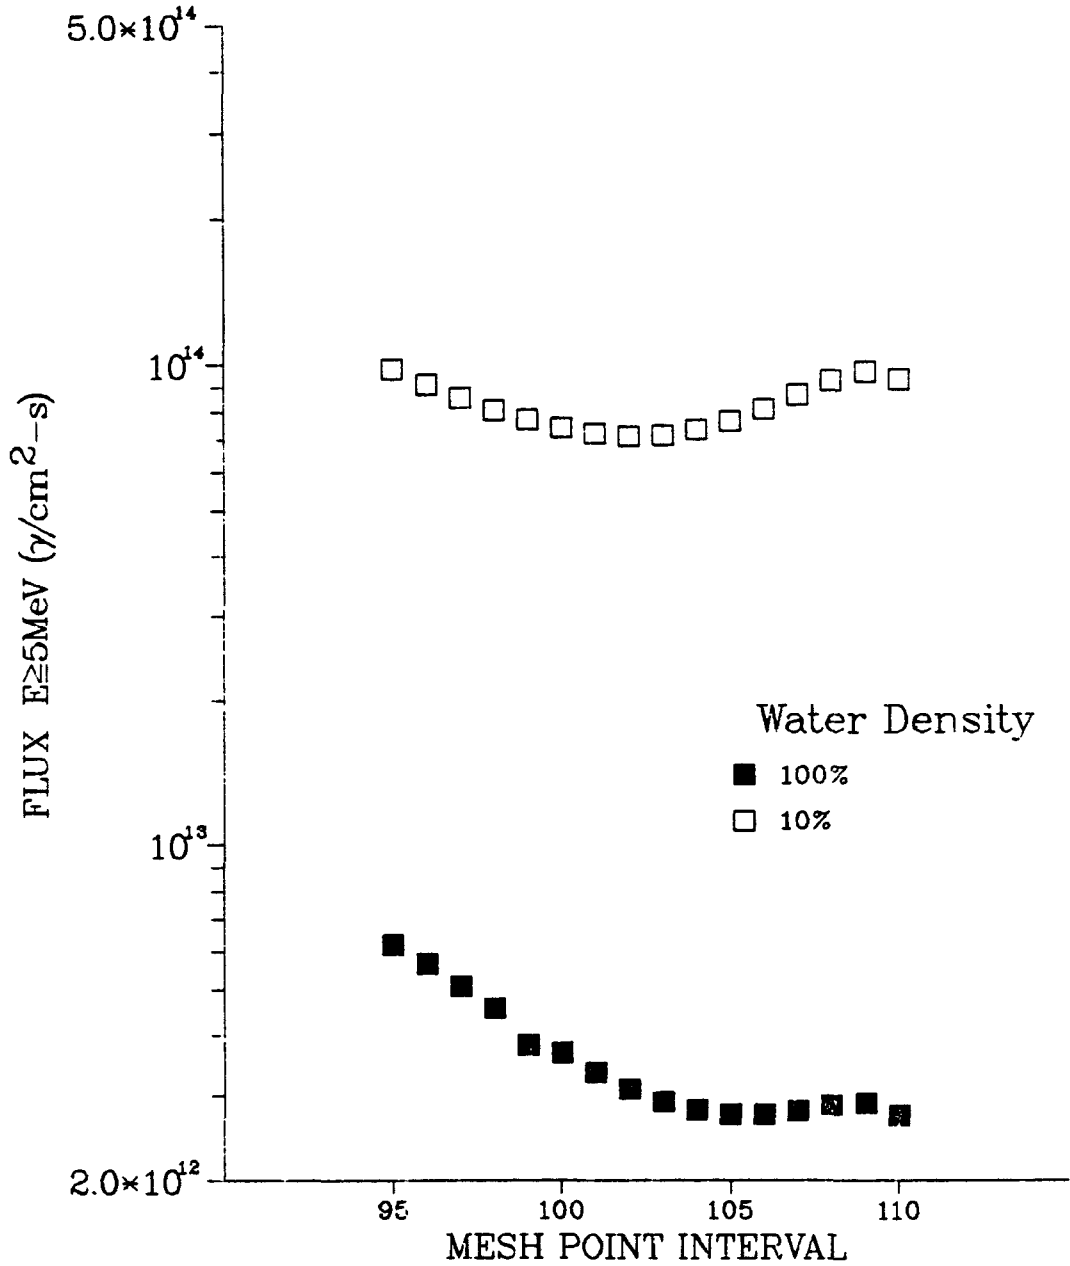 5.0×10¹⁴
10¹⁴
10¹³
2.0×10¹²
FLUX E≧5MeV (γ/cm²−s)
Water Density
100%
10%
95 100 105 110
MESH POINT INTERVAL